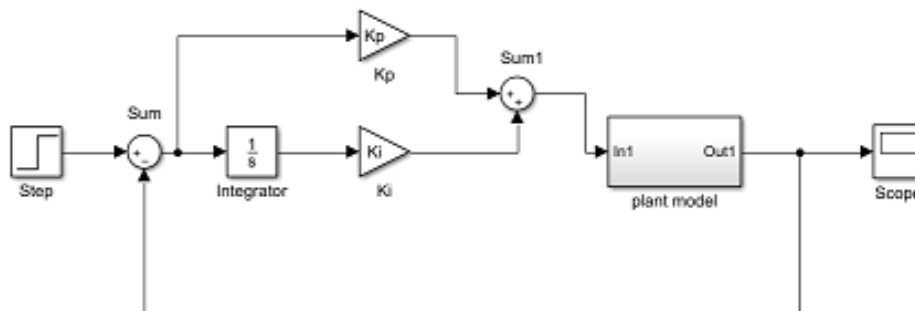 Kp
Kp
Sum1
+
+
Sum
+
−
Step
1
s
Integrator
Ki
Ki
In1
Out1
plant model
Scope